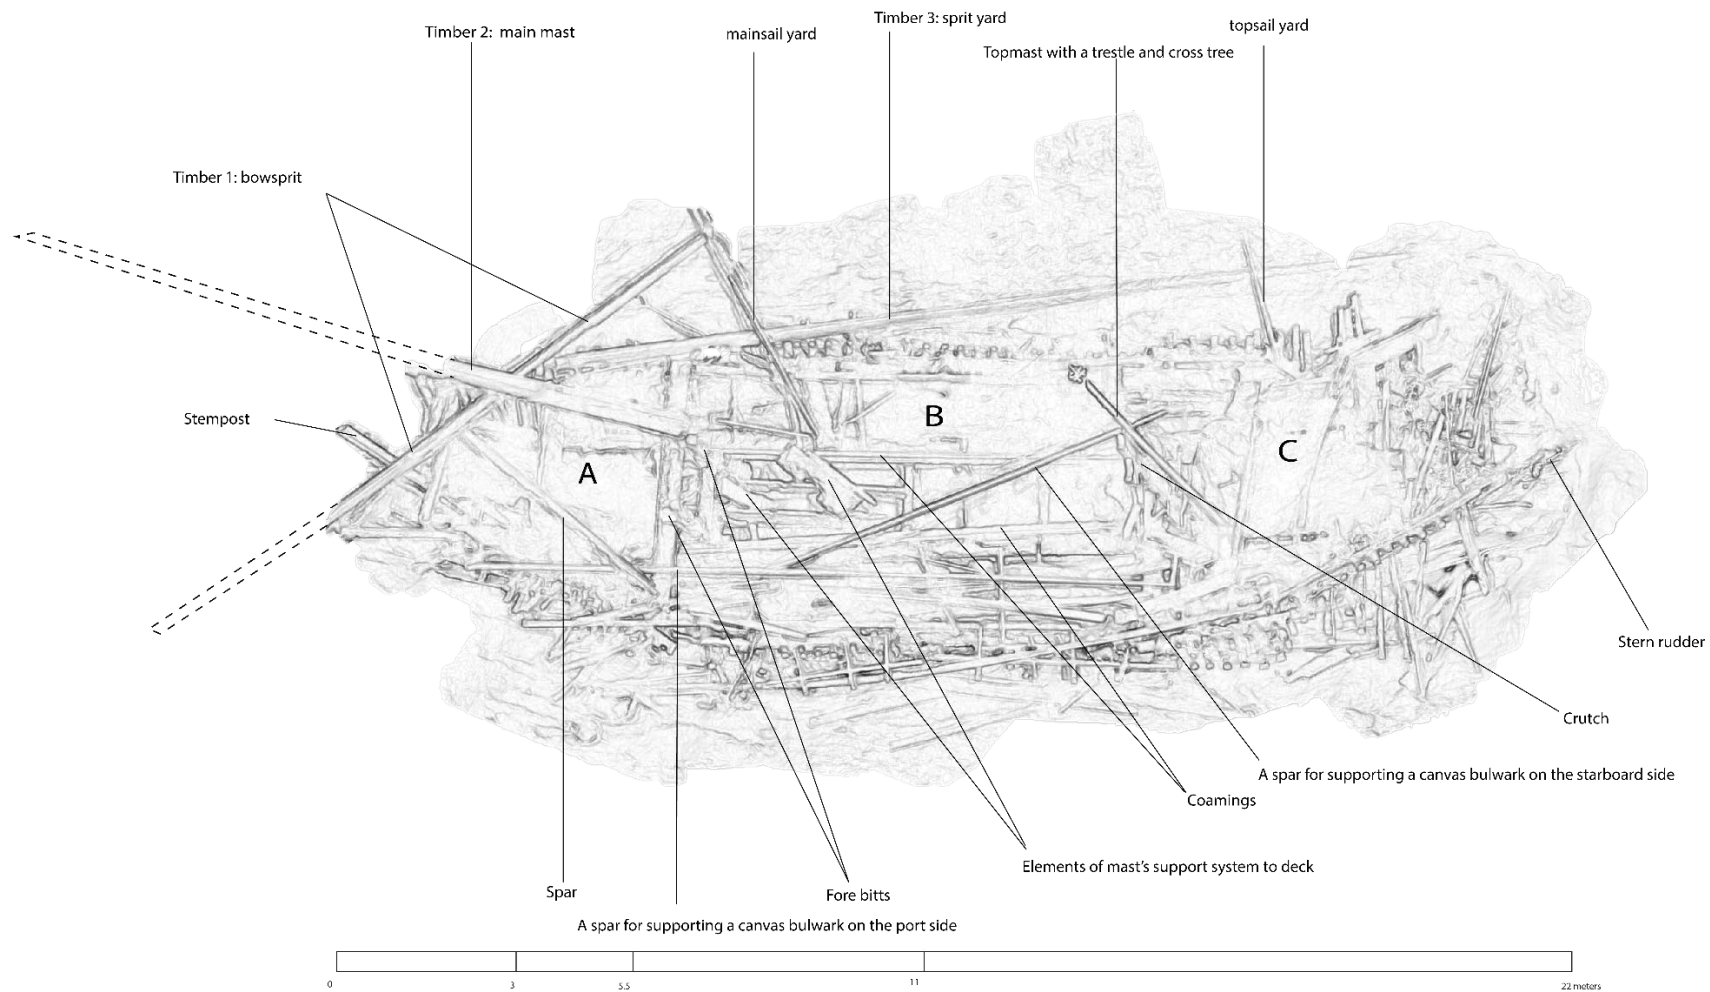 Timber 3: sprit yard
topsail yard
Timber 2: main mast
mainsail yard
Topmast with a trestle and cross tree
Timber 1: bowsprit
Stempost
A
B
C
Stern rudder
Crutch
A spar for supporting a canvas bulwark on the starboard side
Coamings
Elements of mast's support system to deck
Spar
Fore bitts
A spar for supporting a canvas bulwark on the port side
0 3 5.5 11 22 meters